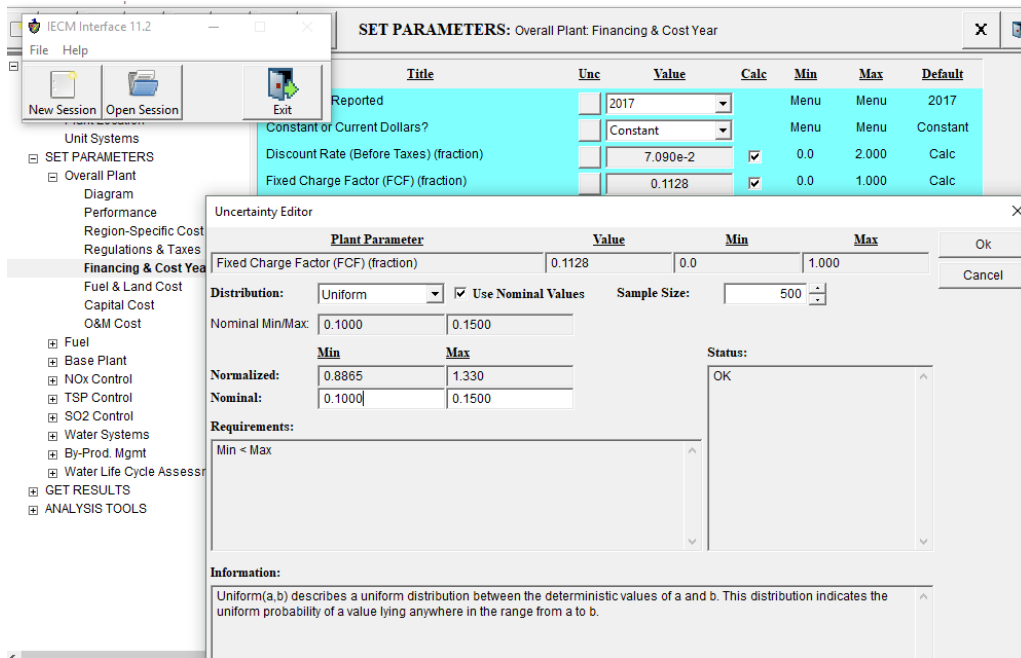 IECM Interface 11.2
File Help
New Session Open Session Exit
SET PARAMETERS: Overall Plant: Financing & Cost Year
X
Title Unc Value Calc Min Max Default
Reported 2017 Menu Menu 2017
Constant or Current Dollars? Constant Menu Menu Constant
Discount Rate (Before Taxes) (fraction) 7.090e-2 0.0 2.000 Calc
Fixed Charge Factor (FCF) (fraction) 0.1128 0.0 1.000 Calc
Unit Systems
SET PARAMETERS
Overall Plant
Diagram
Performance
Region-Specific Cost
Regulations & Taxes
Financing & Cost Yea
Fuel & Land Cost
Capital Cost
O&M Cost
Fuel
Base Plant
NOx Control
TSP Control
SO2 Control
Water Systems
By-Prod. Mgmt
Water Life Cycle Assessr
GET RESULTS
ANALYSIS TOOLS
Uncertainty Editor
Plant Parameter Value Min Max
Fixed Charge Factor (FCF) (fraction) 0.1128 0.0 1.000
Ok
Cancel
Distribution: Uniform Use Nominal Values Sample Size: 500
Nominal Min/Max: 0.1000 0.1500
Min Max
Normalized: 0.8865 1.330
Nominal: 0.1000 0.1500
Status:
OK
Requirements:
Min < Max
Information:
Uniform(a,b) describes a uniform distribution between the deterministic values of a and b. This distribution indicates the
uniform probability of a value lying anywhere in the range from a to b.